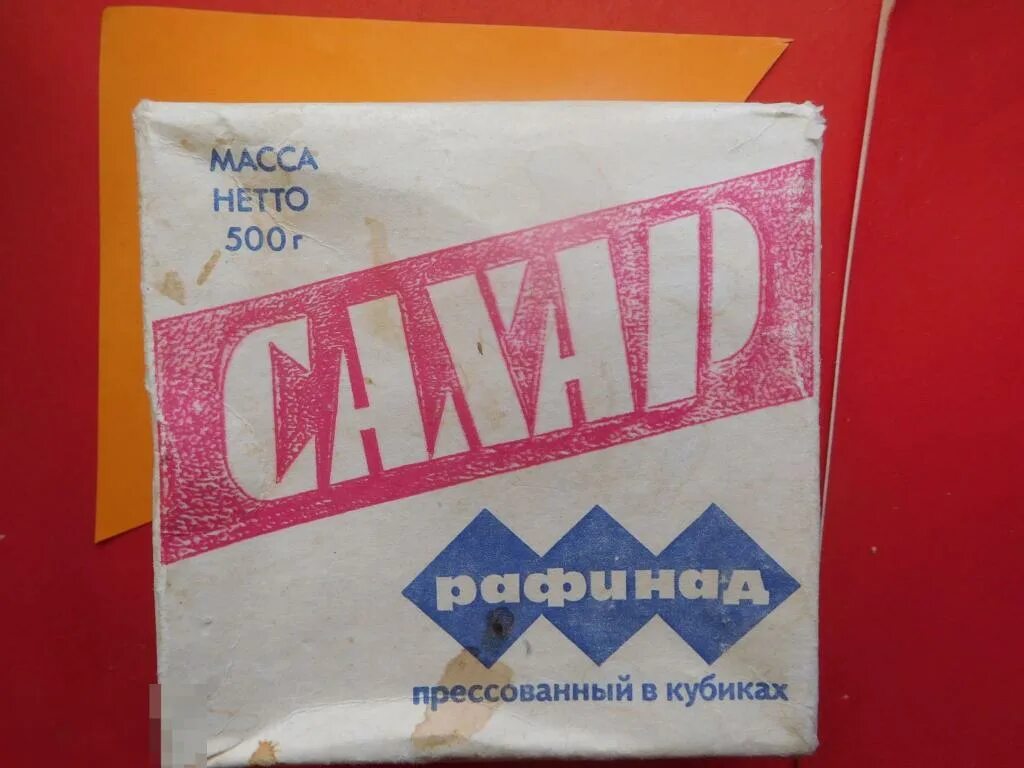 МАССА
НЕТТО
500 г
САХАР
рафинад
прессованный в кубиках